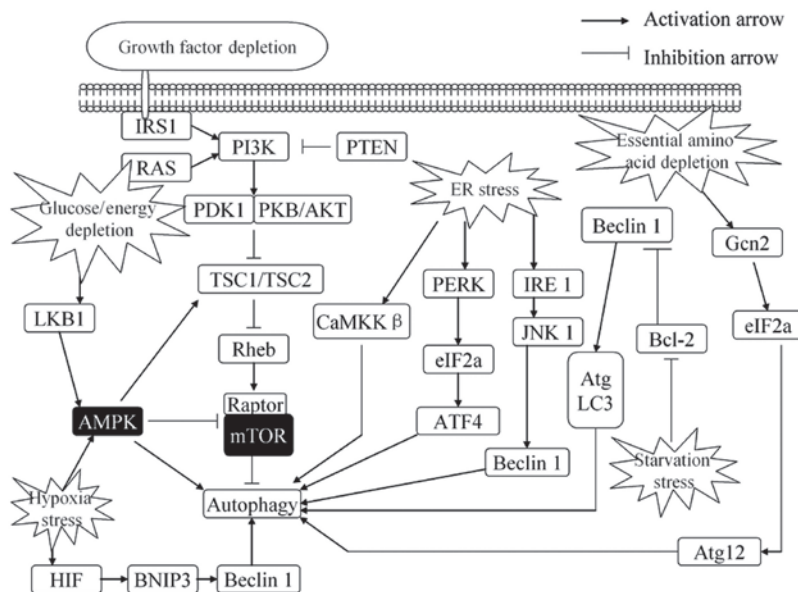 Growth factor depletion
Activation arrow
Inhibition arrow
IRS1
RAS
PI3K
PTEN
Essential amino
acid depletion
ER stress
Glucose/energy
depletion
PDK1
PKB/AKT
Beclin 1
Gcn2
TSC1/TSC2
PERK
IRE 1
LKB1
CaMKK β
JNK 1
Bcl-2
eIF2a
Rheb
eIF2a
Atg
LC3
Raptor
AMPK
mTOR
ATF4
Beclin 1
Starvation
stress
Hypoxia
stress
Autophagy
Atg12
HIF
BNIP3
Beclin 1